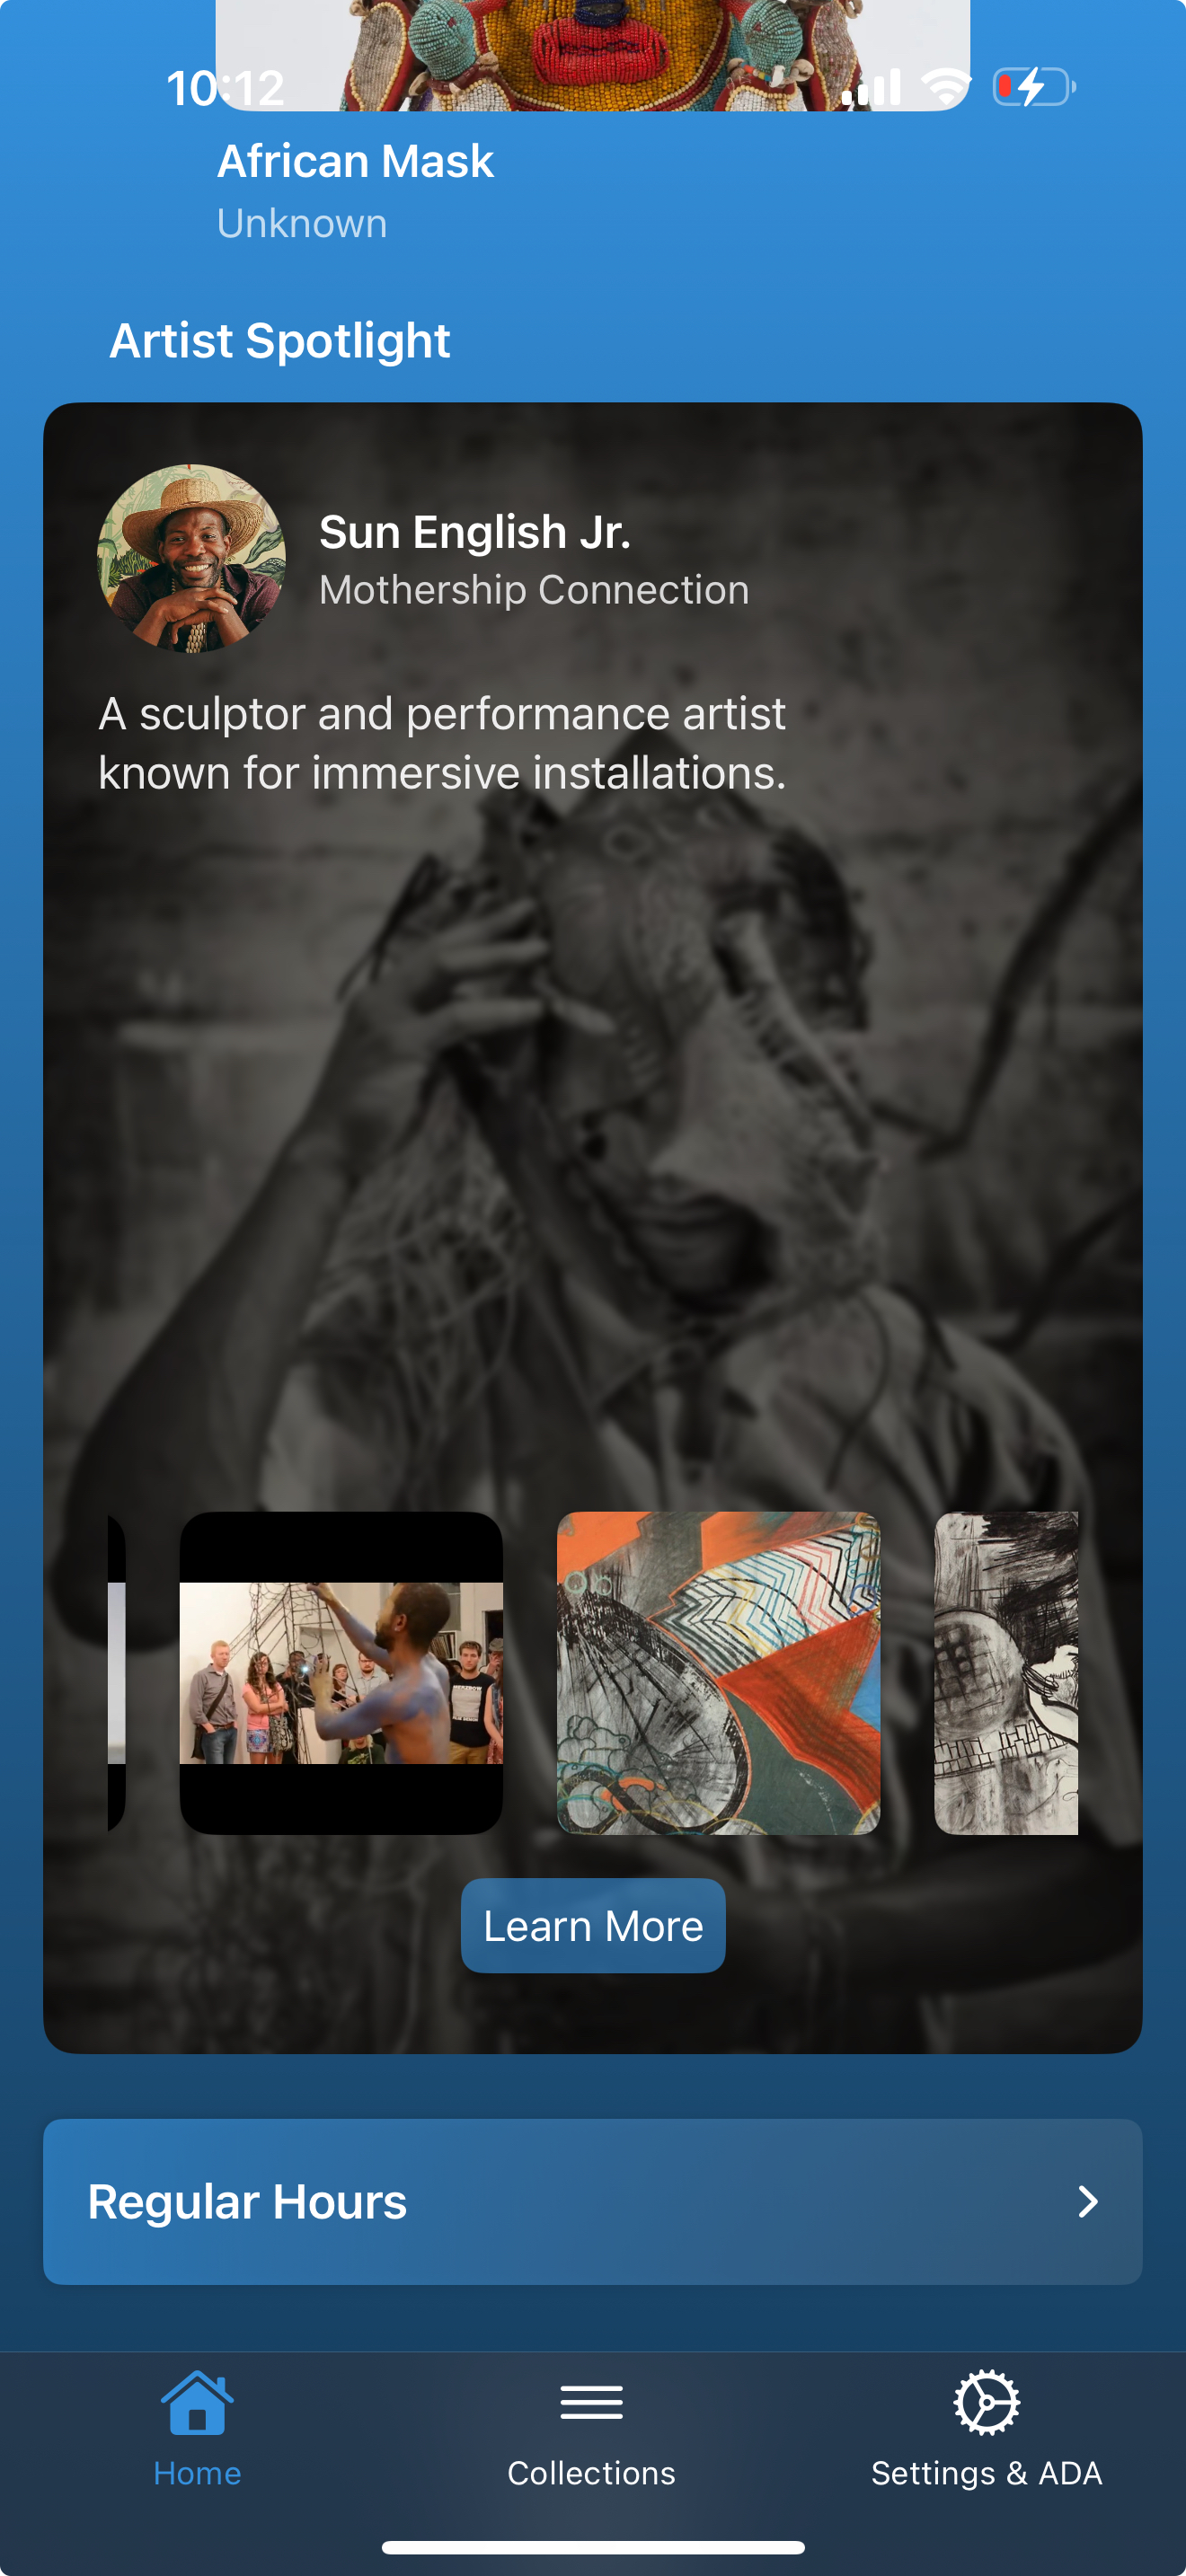 10:12
African Mask
Unknown
Artist Spotlight
Sun English Jr.
Mothership Connection
A sculptor and performance artist
known for immersive installations.
Learn More
Regular Hours
Home
Collections
Settings & ADA